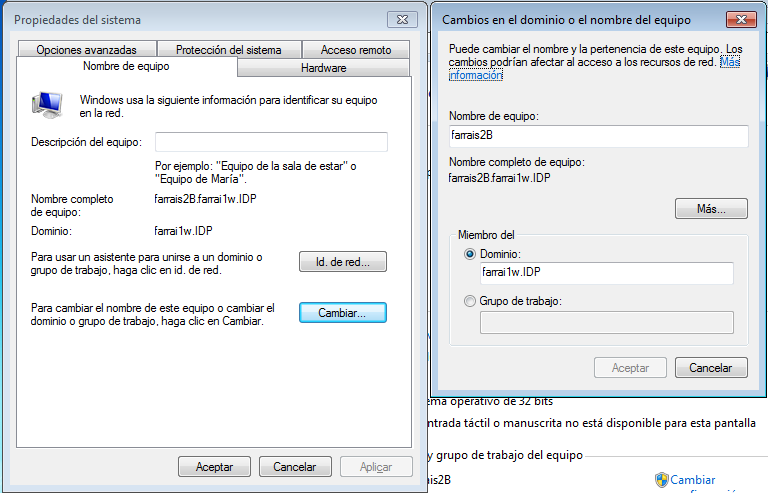 Propiedades del sistema
Opciones avanzadas
Protección del sistema
Acceso remoto
Nombre de equipo
Hardware
Windows usa la siguiente información para identificar su equipo
en la red.
Descripción del equipo:
Por ejemplo: "Equipo de la sala de estar" o
"Equipo de María".
Nombre completo
de equipo:
farrais2B.farrai1w.IDP
Dominio:
farrai1w.IDP
Para usar un asistente para unirse a un dominio o
grupo de trabajo, haga clic en id. de red.
Id. de red...
Para cambiar el nombre de este equipo o cambiar el
dominio o grupo de trabajo, haga clic en Cambiar.
Cambiar...
Aceptar
Cancelar
Aplicar
Cambios en el dominio o el nombre del equipo
Puede cambiar el nombre y la pertenencia de este equipo. Los
cambios podrían afectar al acceso a los recursos de red. Más
información
Nombre de equipo:
farrais2B
Nombre completo de equipo:
farrais2B.farrai1w.IDP
Más...
Miembro del
Dominio:
farrai1w.IDP
Grupo de trabajo:
Aceptar
Cancelar
ema operativo de 32 bits
ntrada táctil o manuscrita no está disponible para esta pantalla
y grupo de trabajo del equipo
ais2B
Cambiar